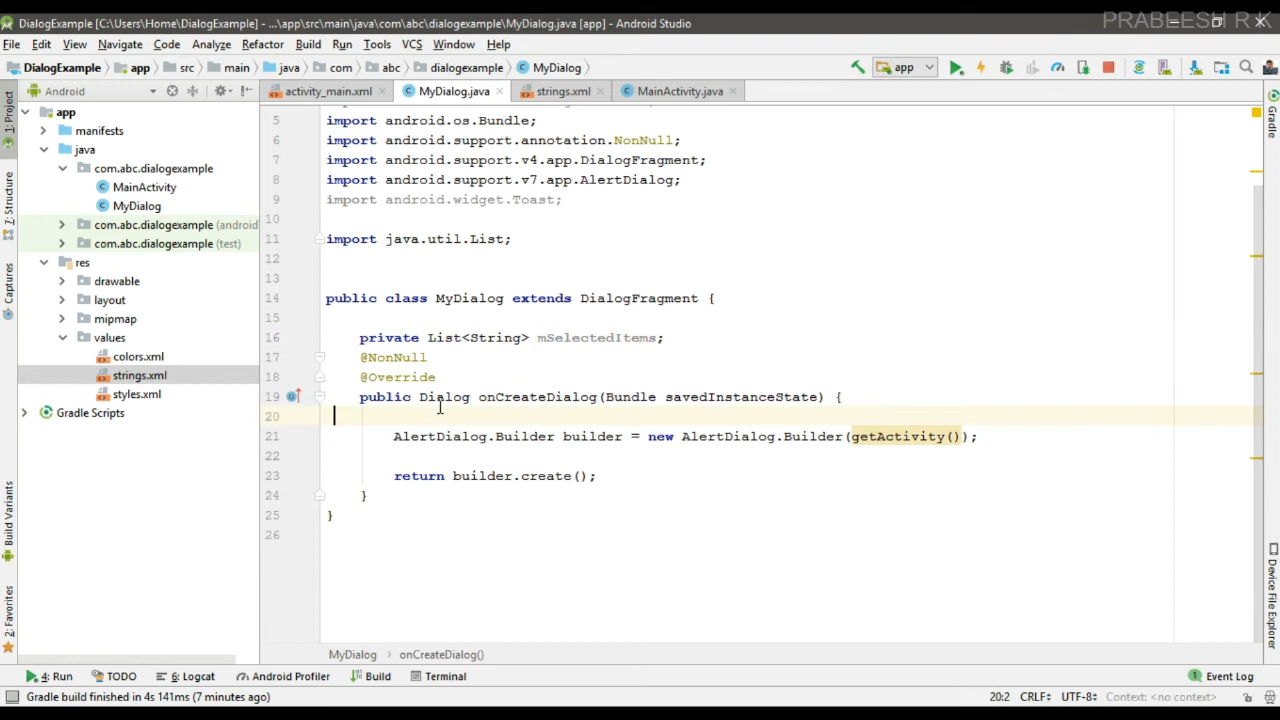 DialogExample [C:\Users\Home\DialogExample] - ...\app\src\main\java\com\abc\dialogexample\MyDialog.java [app] - Android Studio
PRABEESH R K
File Edit View Navigate Code Analyze Refactor Build Run Tools VCS Window Help
DialogExample app src main java com abc dialogexample MyDialog
app
Android
activity_main.xml MyDialog.java strings.xml MainActivity.java
1: Project
7: Structure
Captures
Build Variants
2: Favorites
app
manifests
java
com.abc.dialogexample
MainActivity
MyDialog
com.abc.dialogexample (android
com.abc.dialogexample (test)
res
drawable
layout
mipmap
values
colors.xml
strings.xml
styles.xml
Gradle Scripts
5 import android.os.Bundle;
6 import android.support.annotation.NonNull;
7 import android.support.v4.app.DialogFragment;
8 import android.support.v7.app.AlertDialog;
9 import android.widget.Toast;
10
11 import java.util.List;
12
13
14 public class MyDialog extends DialogFragment {
15
16 private List<String> mSelectedItems;
17 @NonNull
18 @Override
19 public Dialog onCreateDialog(Bundle savedInstanceState) {
20
21 AlertDialog.Builder builder = new AlertDialog.Builder(getActivity());
22
23 return builder.create();
24 }
25 }
26
Gradle
Device File Explorer
MyDialog onCreateDialog()
4: Run TODO 6: Logcat Android Profiler Build Terminal 1 Event Log
Gradle build finished in 4s 141ms (7 minutes ago) 20:2 CRLF UTF-8 Context: <no context>